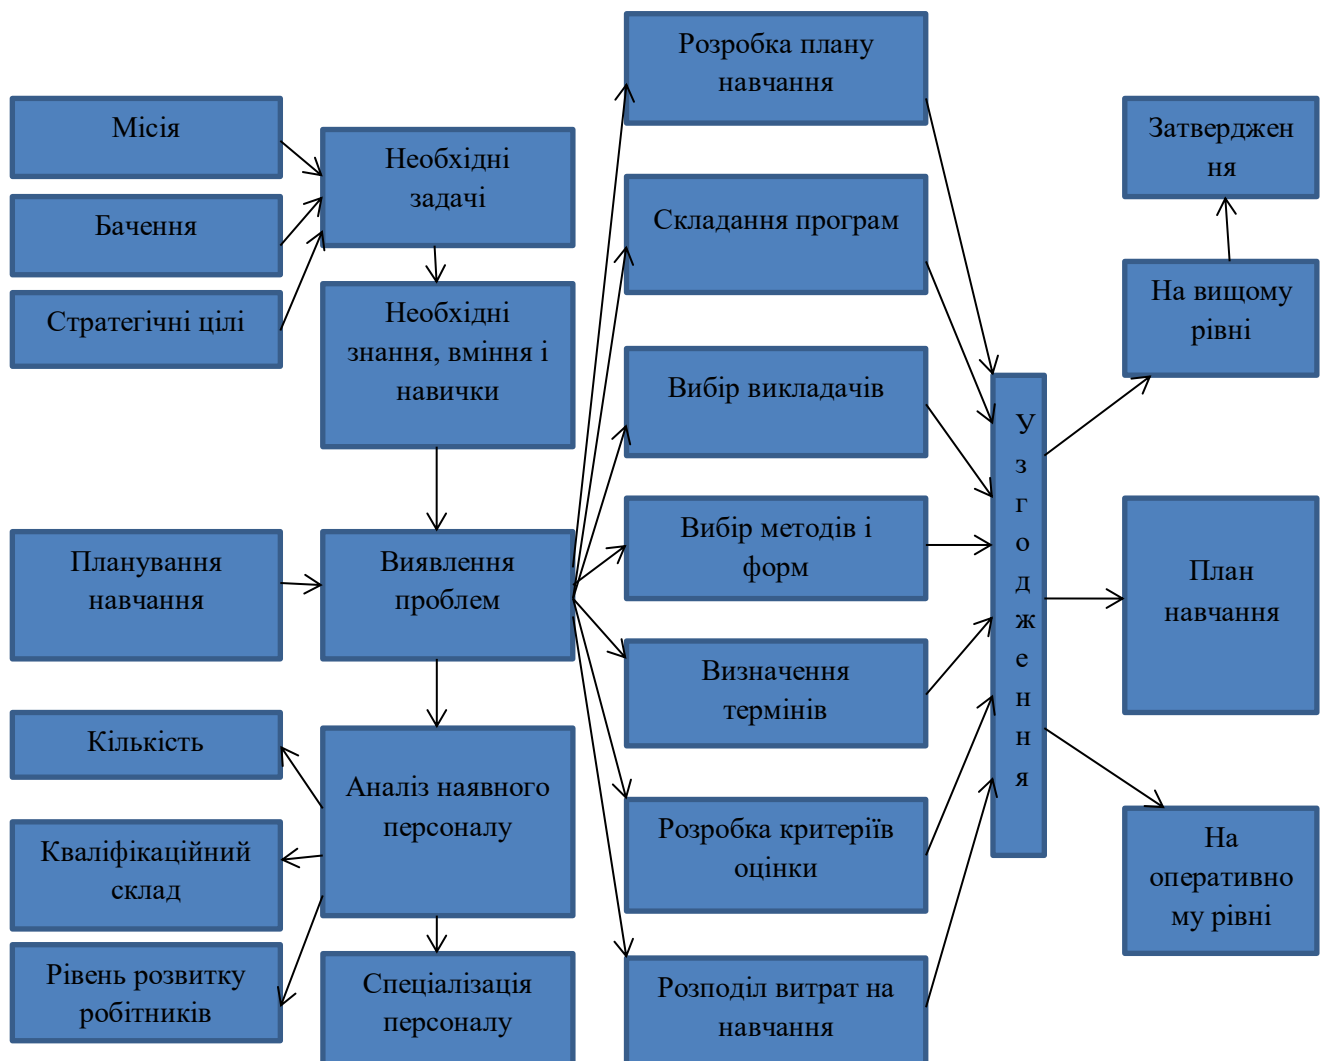 Місія
Бачення
Стратегічні цілі
Необхідні
задачі
Необхідні
знання, вміння і
навички
Планування
навчання
Виявлення
проблем
Кількість
Кваліфікаційний
склад
Рівень розвитку
робітників
Аналіз наявного
персоналу
Спеціалізація
персоналу
Розробка плану
навчання
Складання програм
Вибір викладачів
Вибір методів і
форм
Визначення
термінів
Розробка критеріїв
оцінки
Розподіл витрат на
навчання
У
з
г
о
д
ж
е
н
н
я
Затверджен
ня
На вищому
рівні
План
навчання
На
оперативно
му рівні